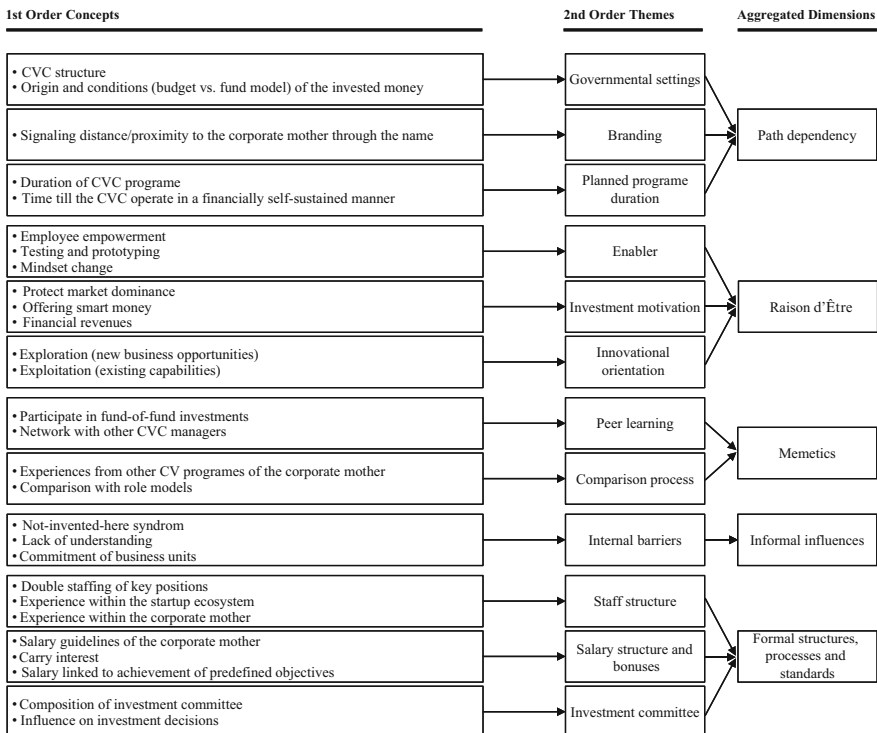 1st Order Concepts
2nd Order Themes
Aggregated Dimensions
• CVC structure
• Origin and conditions (budget vs. fund model) of the invested money
Governmental settings
• Signaling distance/proximity to the corporate mother through the name
Branding
Path dependency
• Duration of CVC programe
• Time till the CVC operate in a financially self-sustained manner
Planned programe
duration
• Employee empowerment
• Testing and prototyping
• Mindset change
Enabler
• Protect market dominance
• Offering smart money
• Financial revenues
Investment motivation
Raison d’Être
• Exploration (new business opportunities)
• Exploitation (existing capabilities)
Innovational
orientation
• Participate in fund-of-fund investments
• Network with other CVC managers
Peer learning
Memetics
• Experiences from other CV programes of the corporate mother
• Comparison with role models
Comparison process
• Not-invented-here syndrom
• Lack of understanding
• Commitment of business units
Internal barriers
Informal influences
• Double staffing of key positions
• Experience within the startup ecosystem
• Experience within the corporate mother
Staff structure
• Salary guidelines of the corporate mother
• Carry interest
• Salary linked to achievement of predefined objectives
Salary structure and
bonuses
Formal structures,
processes and
standards
• Composition of investment committee
• Influence on investment decisions
Investment committee